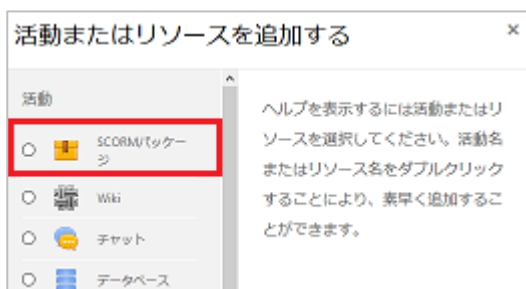 活動またはリソースを追加する
×
活動
SCORMパッケー
ジ
Wiki
チャット
データベース
ヘルプを表示するには活動またはリ
ソースを選択してください。活動名
またはリソース名をダブルクリック
することにより、素早く追加するこ
とができます。